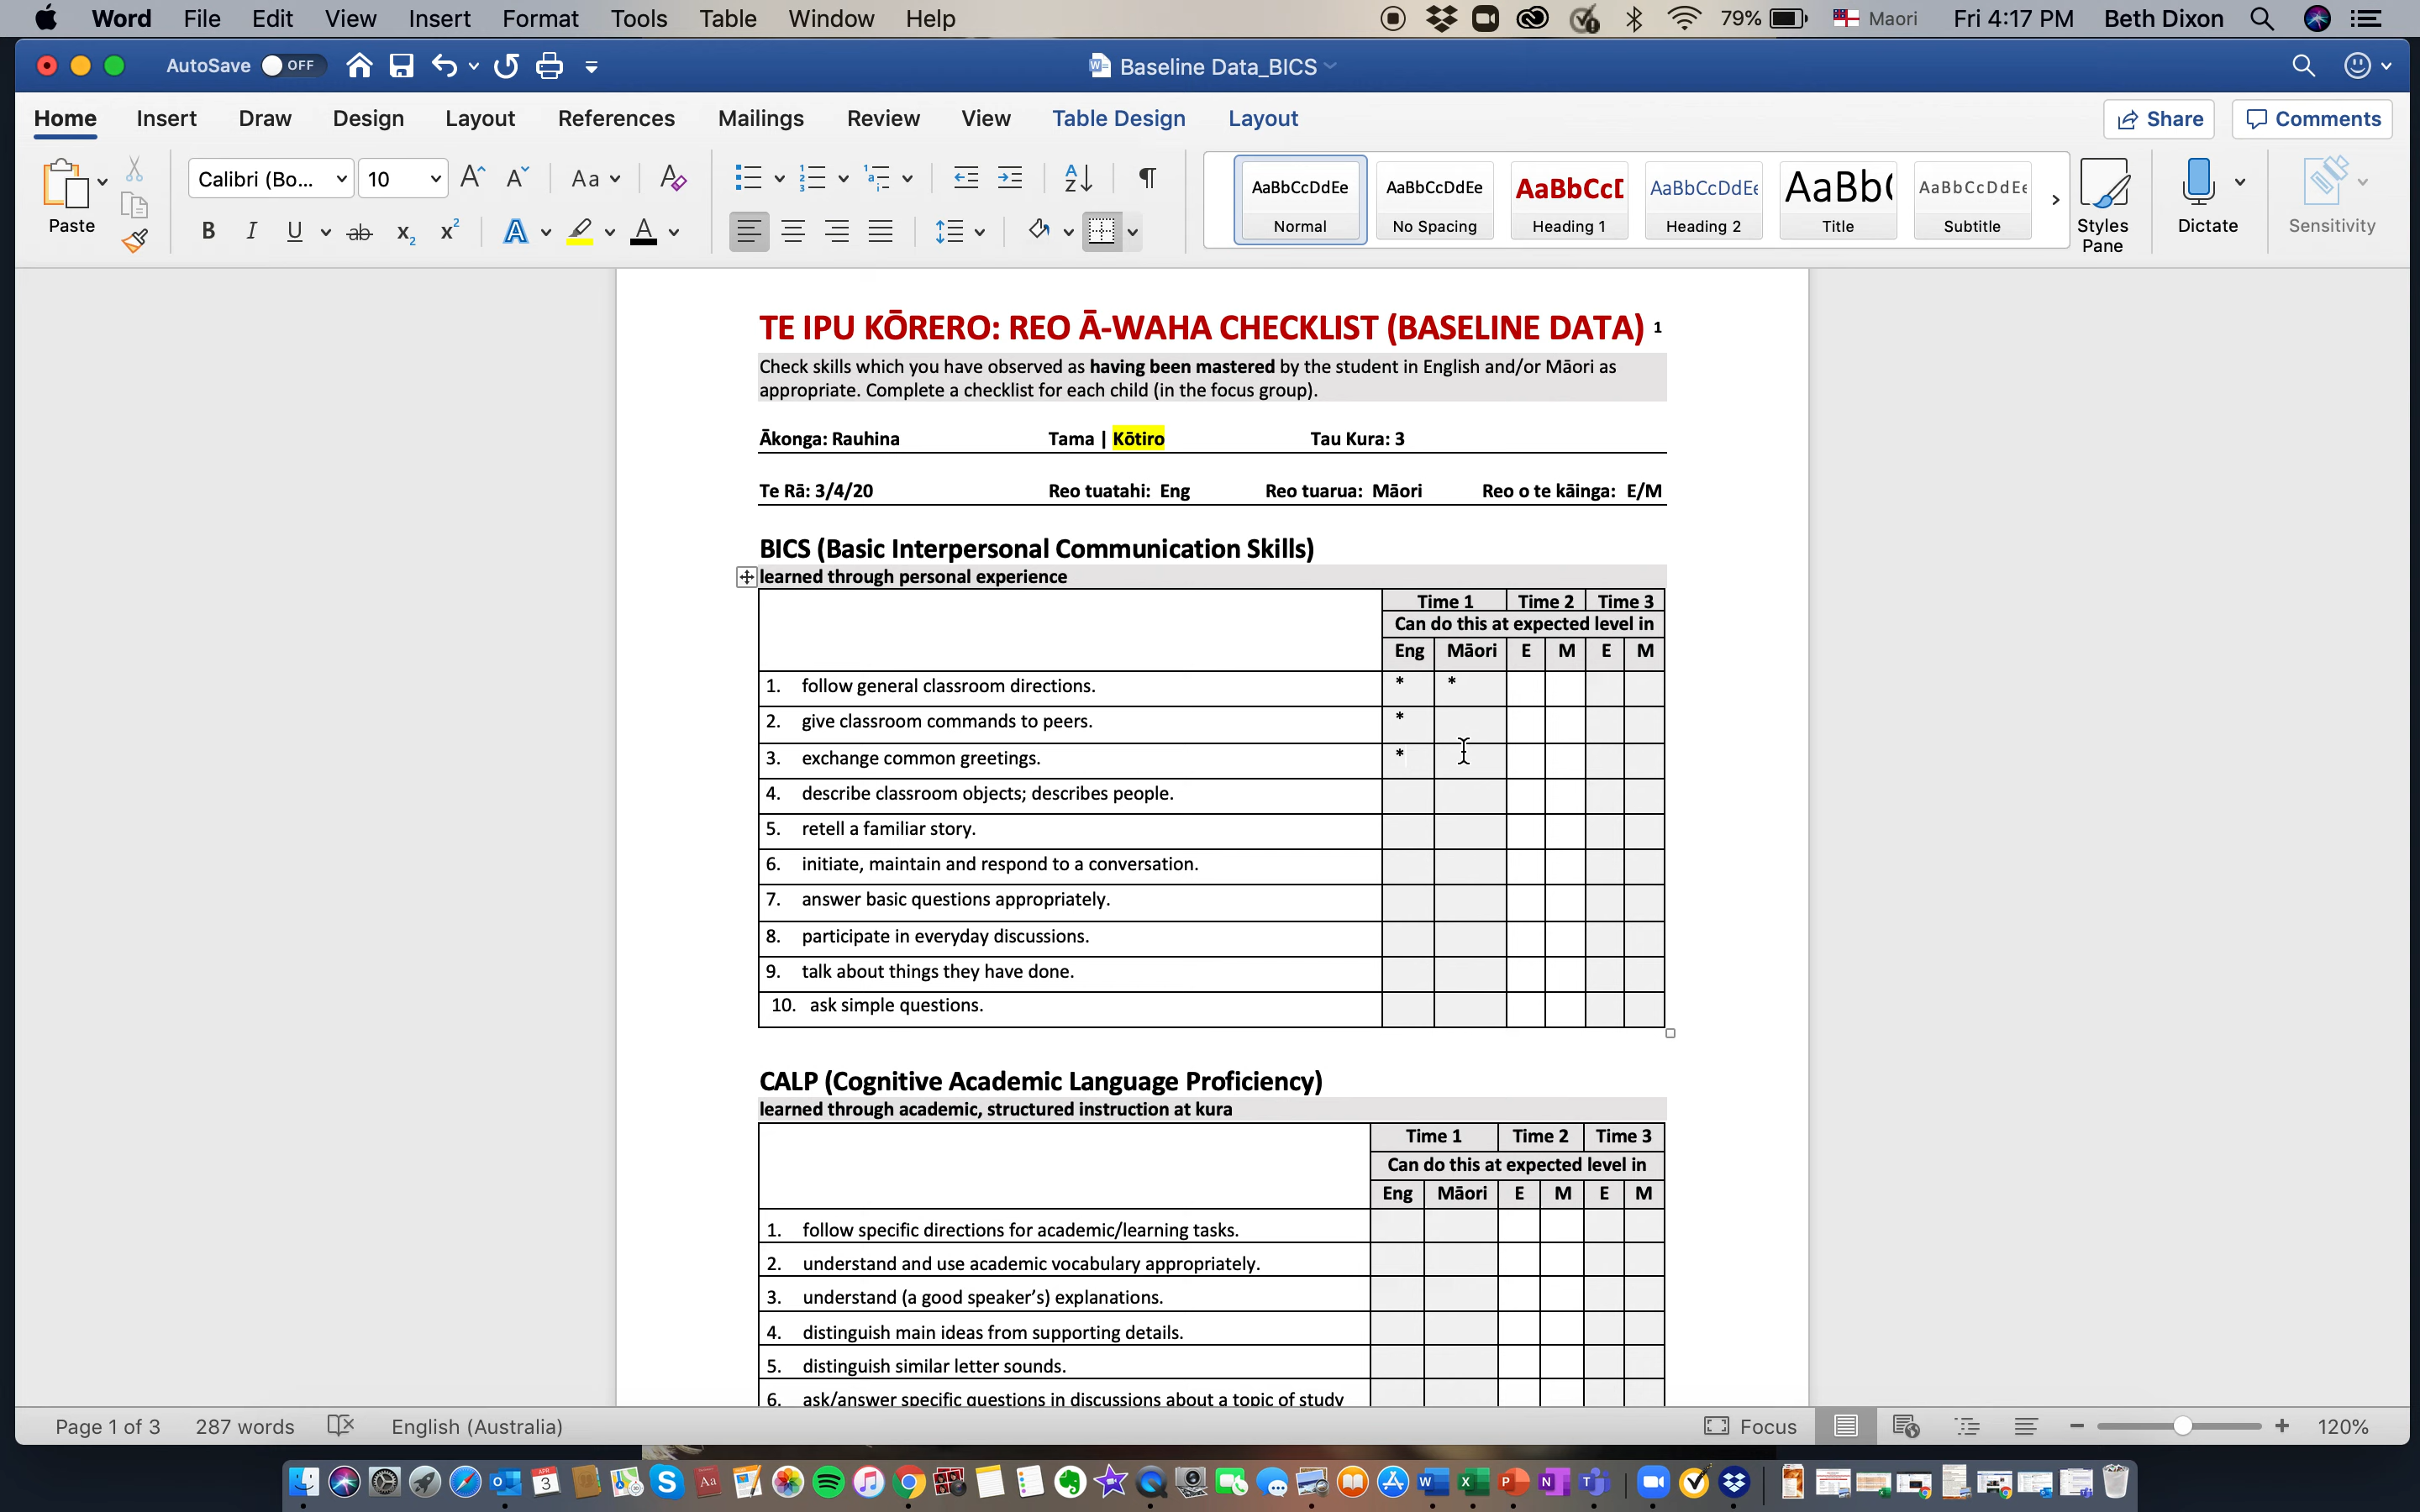 Word File Edit View Insert Format Tools Table Window Help 79% Maori Fri 4:17 PM Beth Dixon
AutoSave OFF Baseline Data_BICS
Home Insert Draw Design Layout References Mailings Review View Table Design Layout Share Comments
Calibri (Bo... 10
Paste
AaBbCcDdEe AaBbCcDdEe AaBbCcD AaBbCcDdEe AaBb( AaBbCcDdEe
Normal No Spacing Heading 1 Heading 2 Title Subtitle
Styles Pane
Dictate
Sensitivity
TE IPU KŌRERO: REO Ā-WAHA CHECKLIST (BASELINE DATA) 1
Check skills which you have observed as having been mastered by the student in English and/or Māori as
appropriate. Complete a checklist for each child (in the focus group).
Ākonga: Rauhina Tama | Kōtiro Tau Kura: 3
Te Rā: 3/4/20 Reo tuatahi: Eng Reo tuarua: Māori Reo o te kāinga: E/M
BICS (Basic Interpersonal Communication Skills)
learned through personal experience
Time 1 Time 2 Time 3
Can do this at expected level in
Eng Māori E M E M
1. follow general classroom directions. * *
2. give classroom commands to peers. *
3. exchange common greetings. *
4. describe classroom objects; describes people.
5. retell a familiar story.
6. initiate, maintain and respond to a conversation.
7. answer basic questions appropriately.
8. participate in everyday discussions.
9. talk about things they have done.
10. ask simple questions.
CALP (Cognitive Academic Language Proficiency)
learned through academic, structured instruction at kura
Time 1 Time 2 Time 3
Can do this at expected level in
Eng Māori E M E M
1. follow specific directions for academic/learning tasks.
2. understand and use academic vocabulary appropriately.
3. understand (a good speaker's) explanations.
4. distinguish main ideas from supporting details.
5. distinguish similar letter sounds.
6. ask/answer specific questions in discussions about a topic of study
Page 1 of 3 287 words English (Australia) Focus 120%